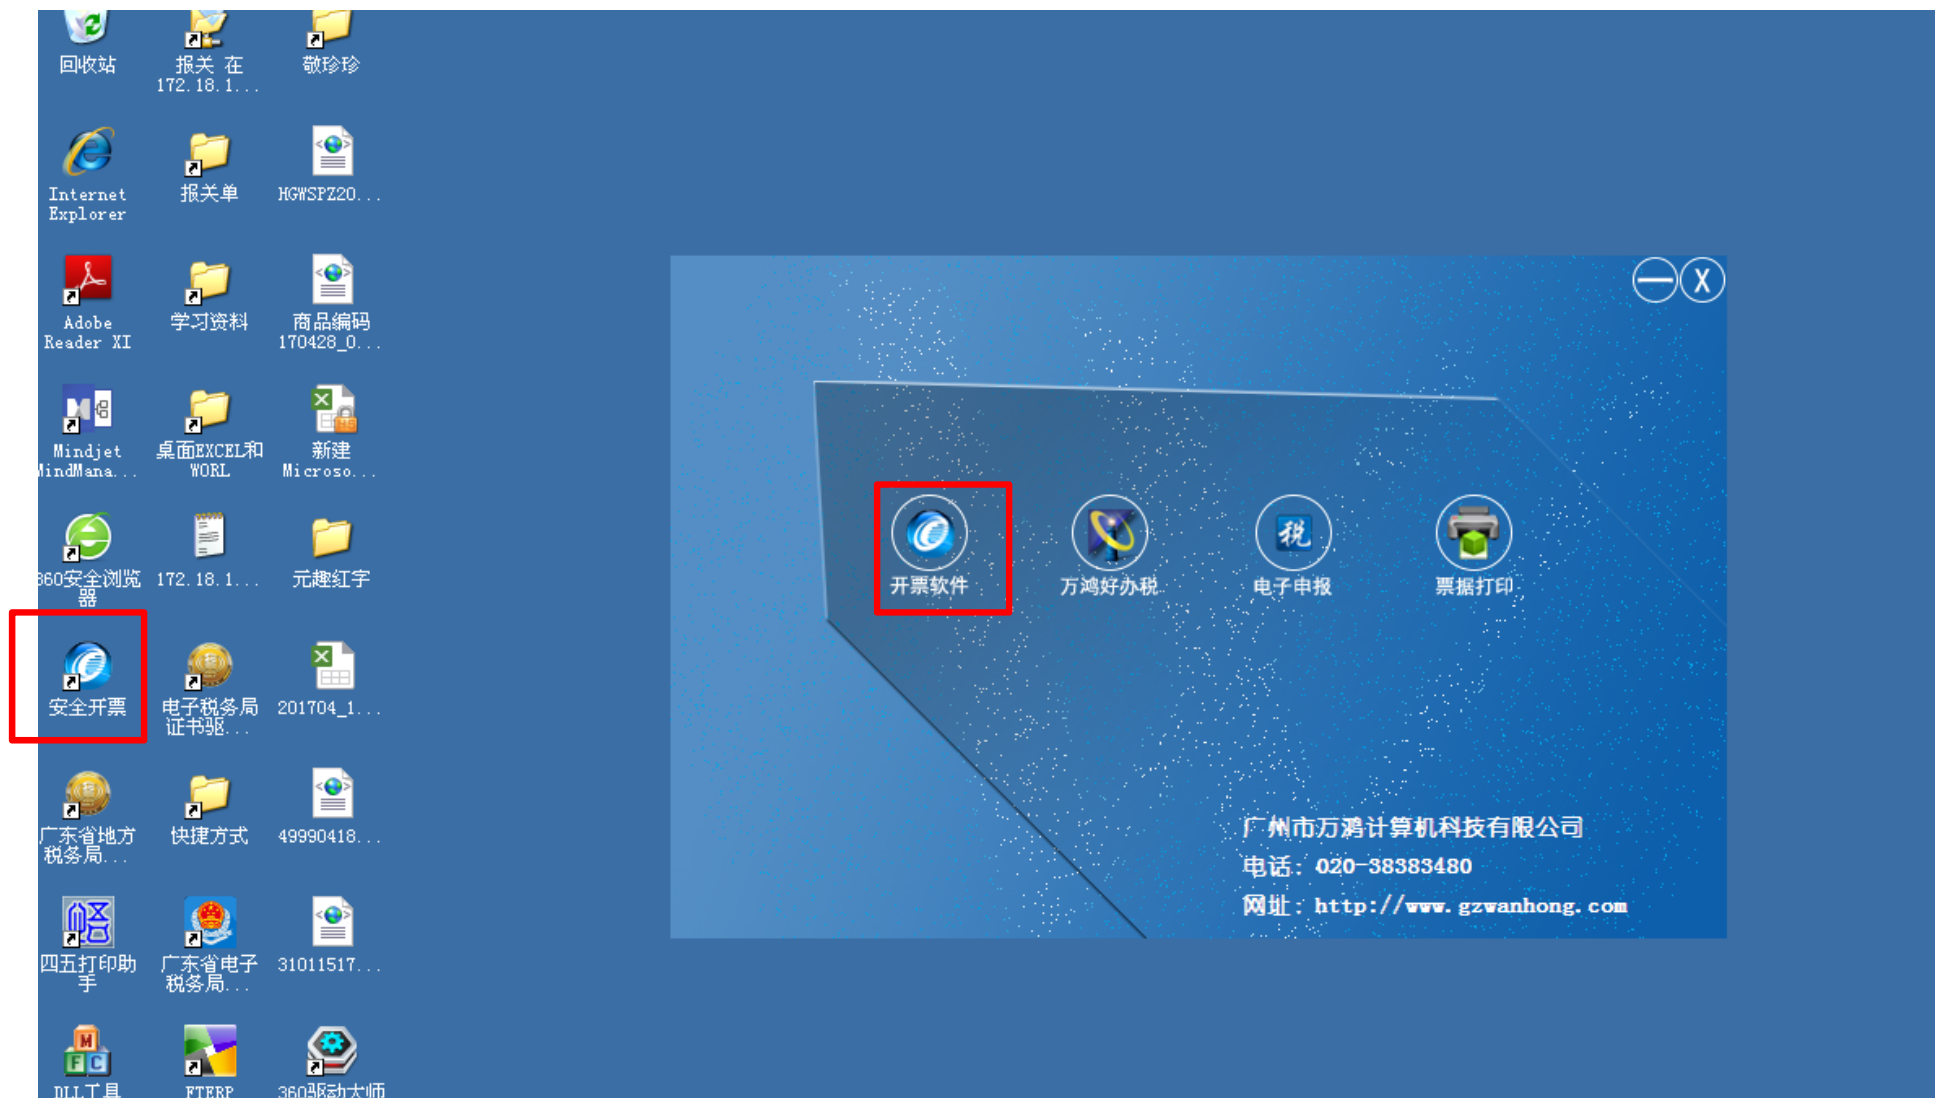 回收站
报关 在
172.18.1...
敬珍珍
Internet
Explorer
报关单
HGWSPZ20...
Adobe
Reader XI
学习资料
商品编码
170428_0...
Mindjet
MindMana...
桌面EXCEL和
WORL
新建
Microso...
360安全浏览
器
172.18.1...
元趣红字
安全开票
电子税务局
证书驱...
201704_1...
广东省地方
税务局...
快捷方式
49990418...
四五打印助
手
广东省电子
税务局...
31011517...
DLL工具
FTERP
360驱动大师
X
开票软件
万鸿好办税
税
电子申报
票据打印
广州市万鸿计算机科技有限公司
电话：020-38383480
网址：http://www.gzwanhong.com